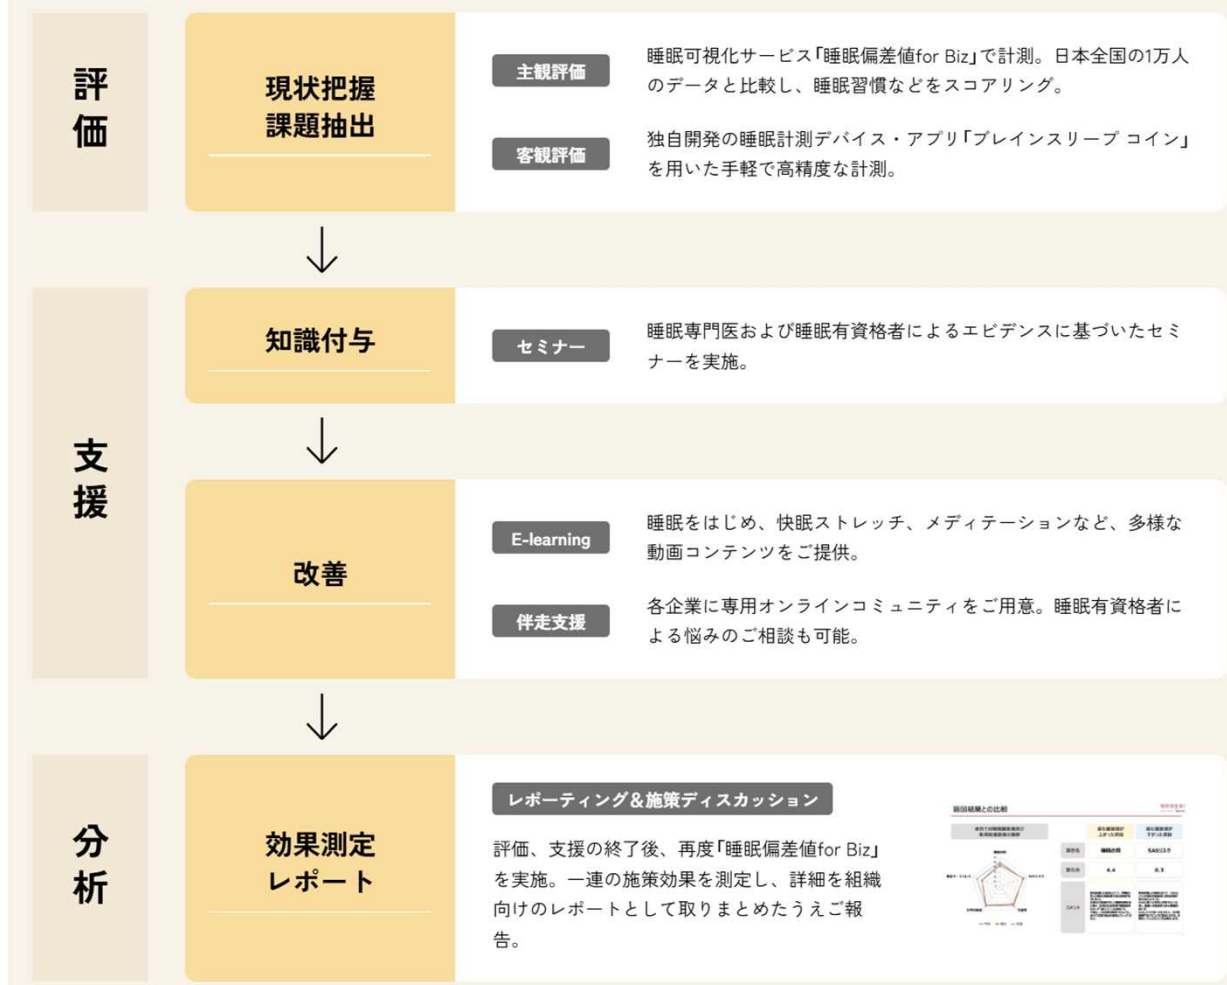 評価
現状把握
課題抽出
主観評価
睡眠可視化サービス「睡眠偏差値for Biz」で計測。日本全国の1万人
のデータと比較し、睡眠習慣などをスコアリング。
客観評価
独自開発の睡眠計測デバイス・アプリ「ブレインスリープ コイン」
を用いた手軽で高精度な計測。
支援
知識付与
セミナー
睡眠専門医および睡眠有資格者によるエビデンスに基づいたセミ
ナーを実施。
改善
E-learning
睡眠をはじめ、快眠ストレッチ、メディテーションなど、多様な
動画コンテンツをご提供。
伴走支援
各企業に専用オンラインコミュニティをご用意。睡眠有資格者に
よる悩みのご相談も可能。
分析
効果測定
レポート
レポーティング&施策ディスカッション
評価、支援の終了後、再度「睡眠偏差値for Biz」
を実施。一連の施策効果を測定し、詳細を組織
向けのレポートとして取りまとめたうえご報
告。
前回結果との比較
SASリスク
4.4
0.3
コメント